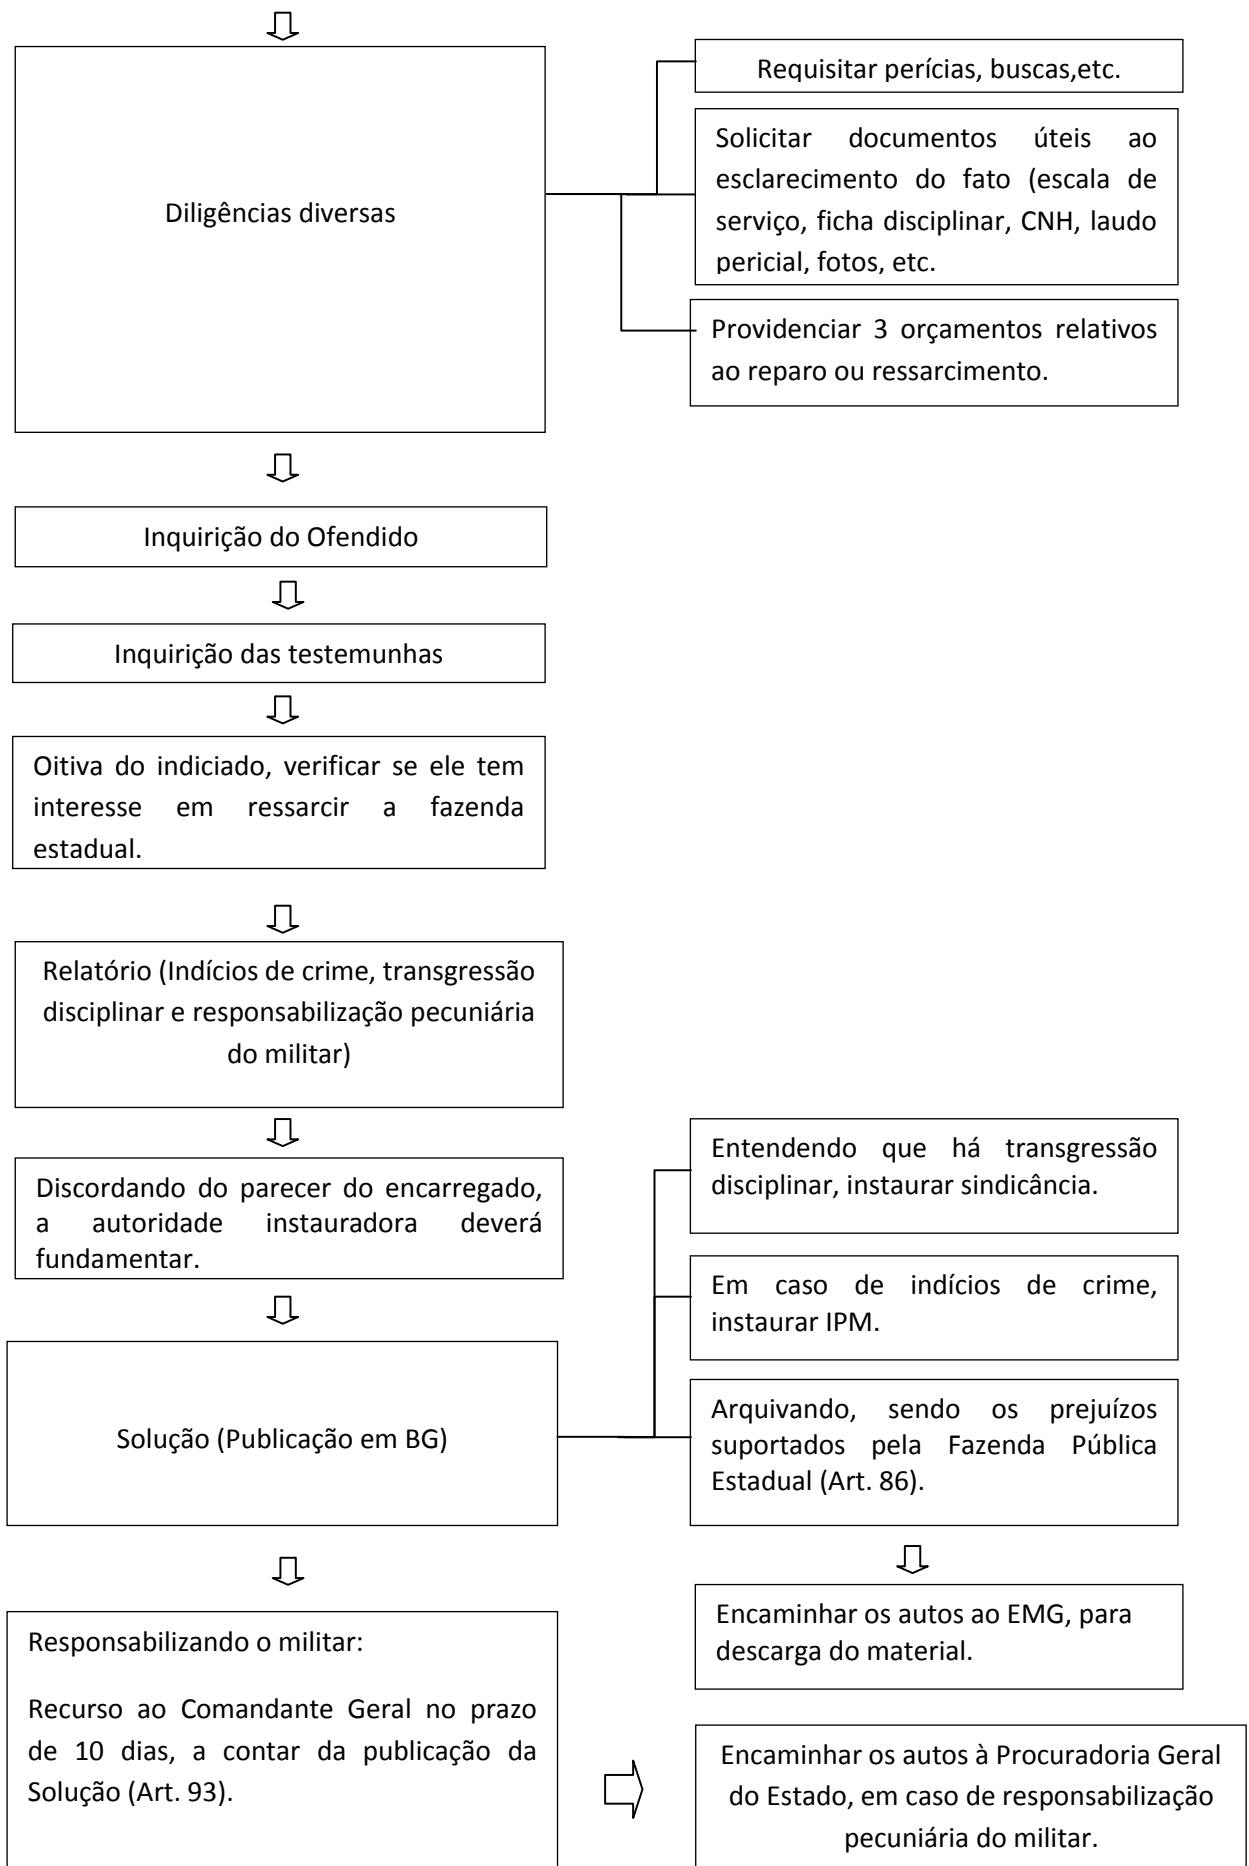 Diligências diversas
Requisitar perícias, buscas,etc.
Solicitar documentos úteis ao
esclarecimento do fato (escala de
serviço, ficha disciplinar, CNH, laudo
pericial, fotos, etc.
Providenciar 3 orçamentos relativos
ao reparo ou ressarcimento.
Inquirição do Ofendido
Inquirição das testemunhas
Oitiva do indiciado, verificar se ele tem
interesse em ressarcir a fazenda
estadual.
Relatório (Indícios de crime, transgressão
disciplinar e responsabilização pecuniária
do militar)
Discordando do parecer do encarregado,
a autoridade instauradora deverá
fundamentar.
Solução (Publicação em BG)
Entendendo que há transgressão
disciplinar, instaurar sindicância.
Em caso de indícios de crime,
instaurar IPM.
Arquivando, sendo os prejuízos
suportados pela Fazenda Pública
Estadual (Art. 86).
Encaminhar os autos ao EMG, para
descarga do material.
Responsabilizando o militar:
Recurso ao Comandante Geral no prazo
de 10 dias, a contar da publicação da
Solução (Art. 93).
Encaminhar os autos à Procuradoria Geral
do Estado, em caso de responsabilização
pecuniária do militar.